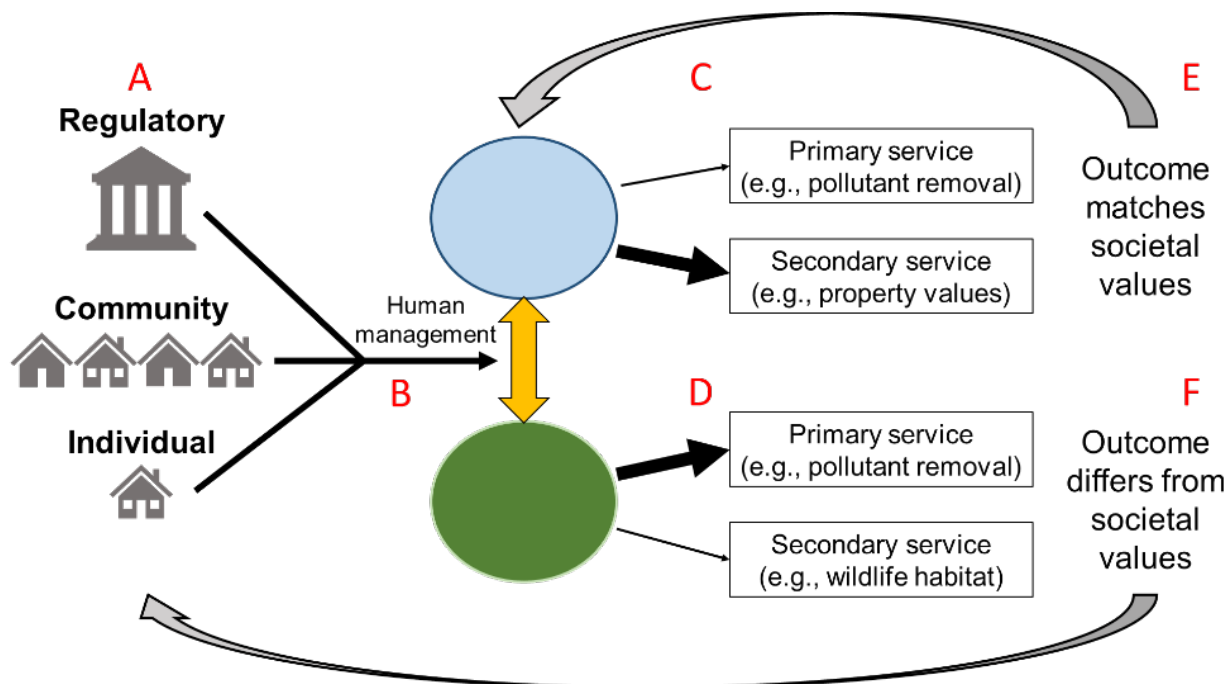 A
Regulatory
Community
Individual
Human
management
B
C
Primary service
(e.g., pollutant removal)
Secondary service
(e.g., property values)
D
Primary service
(e.g., pollutant removal)
Secondary service
(e.g., wildlife habitat)
E
Outcome
matches
societal
values
F
Outcome
differs from
societal
values